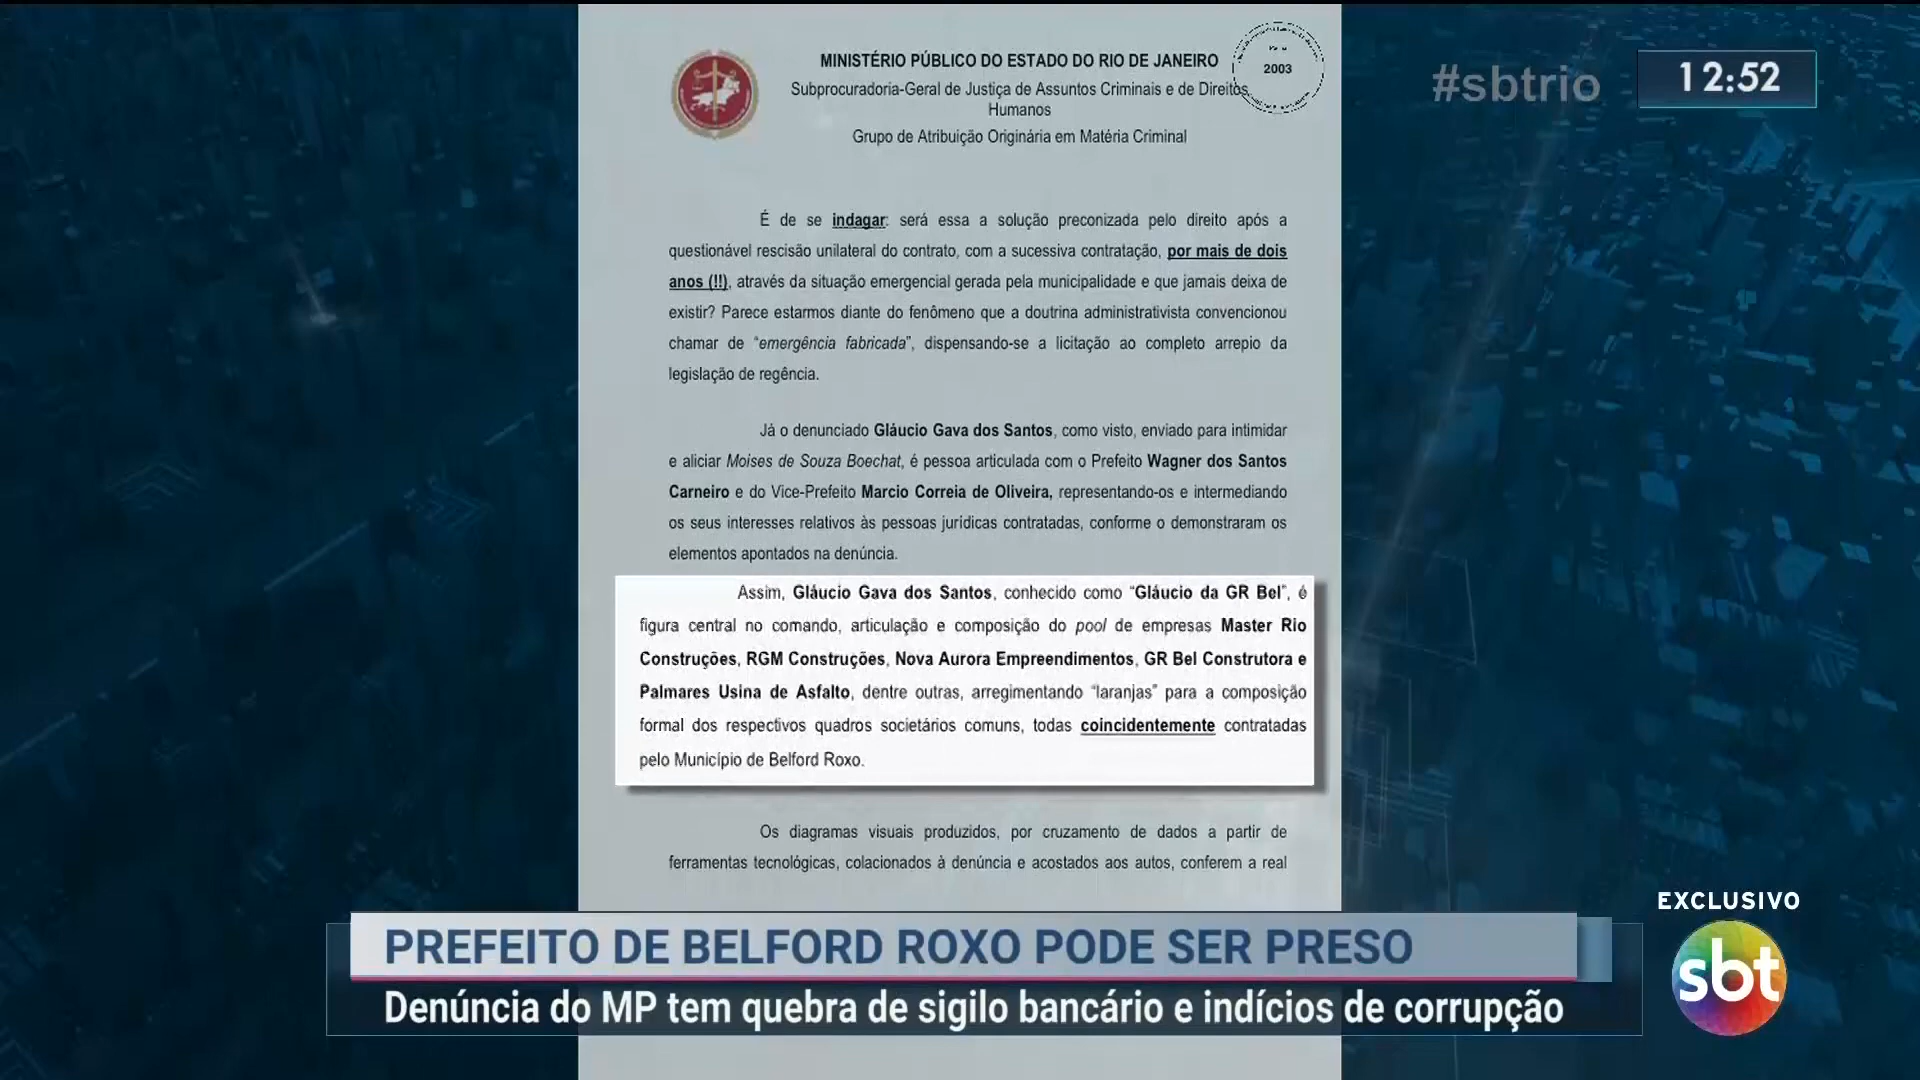 MINISTÉRIO PÚBLICO DO ESTADO DO RIO DE JANEIRO
Subprocuradoria-Geral de Justiça de Assuntos Criminais e de Direitos
Humanos
Grupo de Atribuição Originária em Matéria Criminal
2003
#sbtrio
12:52
É de se indagar: será essa a solução preconizada pelo direito após a
questionável rescisão unilateral do contrato, com a sucessiva contratação, por mais de dois
anos (!!), através da situação emergencial gerada pela municipalidade e que jamais deixa de
existir? Parece estarmos diante do fenômeno que a doutrina administrativista convencionou
chamar de “emergência fabricada”, dispensando-se a licitação ao completo arrepio da
legislação de regência.
Já o denunciado Gláucio Gava dos Santos, como visto, enviado para intimidar
e aliciar Moises de Souza Boechat, é pessoa articulada com o Prefeito Wagner dos Santos
Carneiro e do Vice-Prefeito Marcio Correia de Oliveira, representando-os e intermediando
os seus interesses relativos às pessoas jurídicas contratadas, conforme o demonstraram os
elementos apontados na denúncia.
Assim, Gláucio Gava dos Santos, conhecido como “Gláucio da GR Bel”, é
figura central no comando, articulação e composição do pool de empresas Master Rio
Construções, RGM Construções, Nova Aurora Empreendimentos, GR Bel Construtora e
Palmares Usina de Asfalto, dentre outras, arregimentando “laranjas” para a composição
formal dos respectivos quadros societários comuns, todas coincidentemente contratadas
pelo Município de Belford Roxo.
Os diagramas visuais produzidos, por cruzamento de dados a partir de
ferramentas tecnológicas, colacionados à denúncia e acostados aos autos, conferem a real
EXCLUSIVO
sbt
PREFEITO DE BELFORD ROXO PODE SER PRESO
Denúncia do MP tem quebra de sigilo bancário e indícios de corrupção